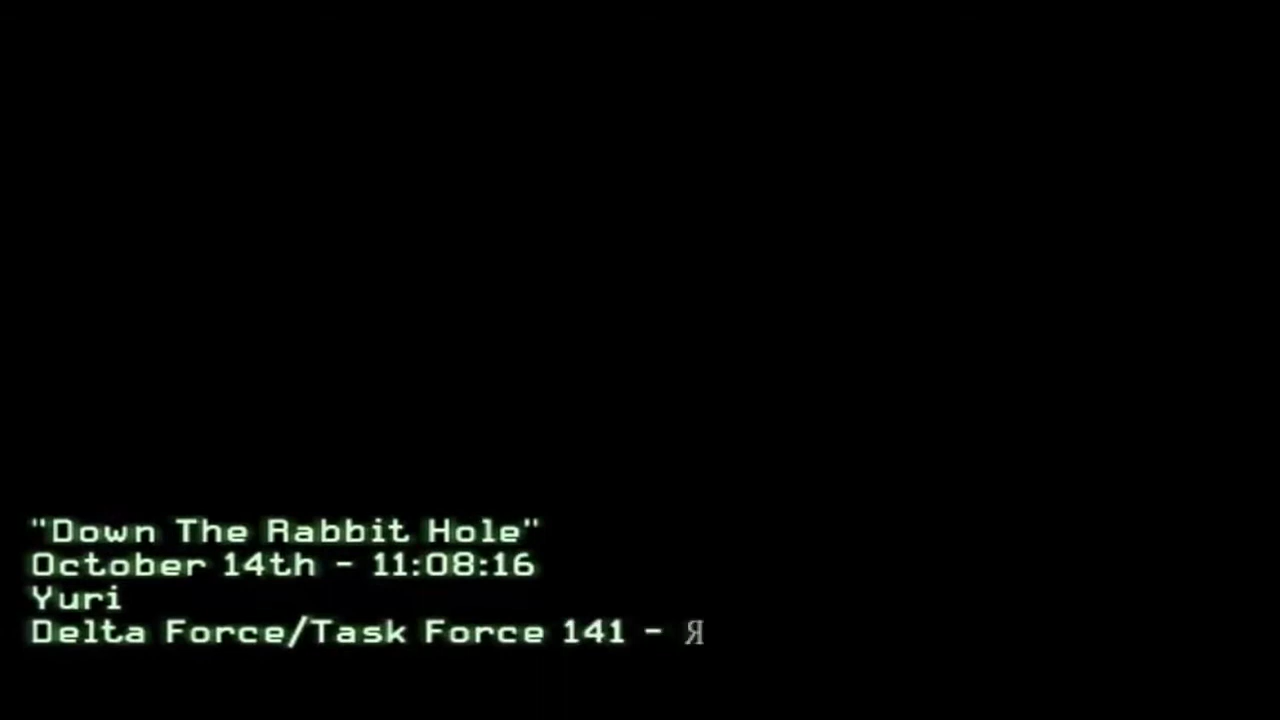 "Down The Rabbit Hole"
October 14th - 11:08:16
Yuri
Delta Force/Task Force 141 - Я